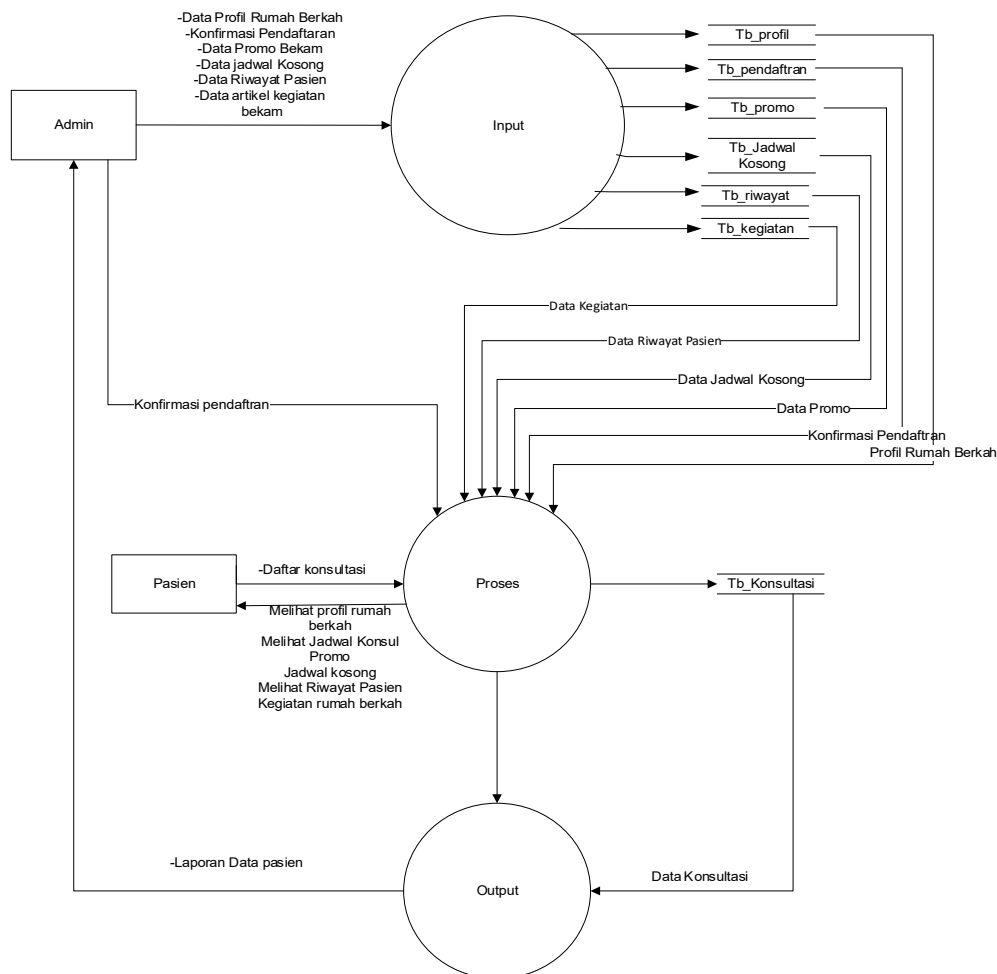 -Data Profil Rumah Berkah
-Konfirmasi Pendaftaran
-Data Promo Bekam
-Data jadwal Kosong
-Data Riwayat Pasien
-Data artikel kegiatan
bekam
Admin
Input
Tb_profil
Tb_pendaftran
Tb_promo
Tb_Jadwal
Kosong
Tb_riwayat
Tb_kegiatan
Data Kegiatan
Data Riwayat Pasien
Data Jadwal Kosong
Konfirmasi pendaftran
Data Promo
Konfirmasi Pendaftran
Profil Rumah Berkah
Pasien
-Daftar konsultasi
Proses
Tb_Konsultasi
Melihat profil rumah
berkah
Melihat Jadwal Konsul
Promo
Jadwal kosong
Melihat Riwayat Pasien
Kegiatan rumah berkah
-Laporan Data pasien
Output
Data Konsultasi